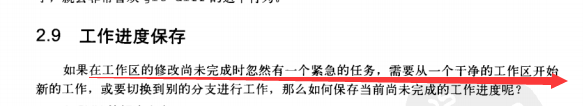 2.9 工作进度保存
如果在工作区的修改尚未完成时忽然有一个紧急的任务，需要从一个干净的工作区开始
新的工作，或要切换到别的分支进行工作，那么如何保存当前尚未完成的工作进度呢？